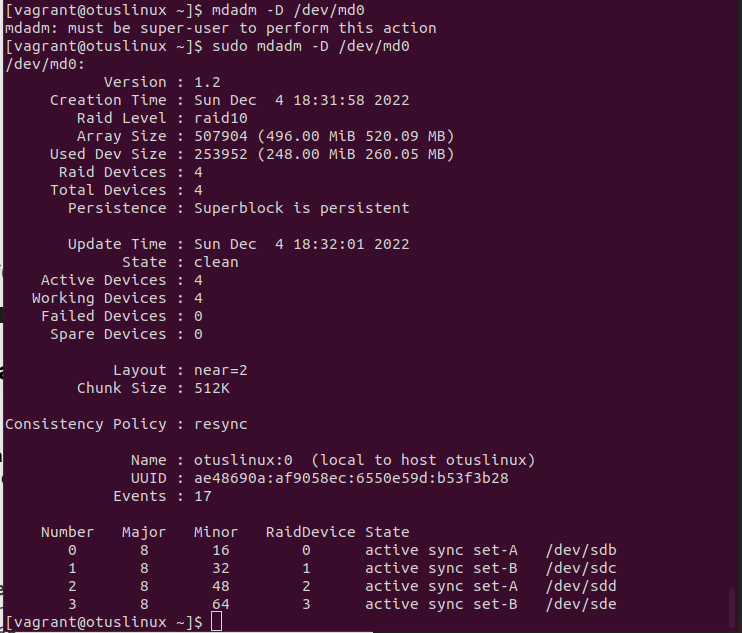 [vagrant@otuslinux ~]$ mdadm -D /dev/md0
mdadm: must be super-user to perform this action
[vagrant@otuslinux ~]$ sudo mdadm -D /dev/md0
/dev/md0:
           Version : 1.2
     Creation Time : Sun Dec  4 18:31:58 2022
        Raid Level : raid10
        Array Size : 507904 (496.00 MiB 520.09 MB)
     Used Dev Size : 253952 (248.00 MiB 260.05 MB)
      Raid Devices : 4
     Total Devices : 4
       Persistence : Superblock is persistent

       Update Time : Sun Dec  4 18:32:01 2022
             State : clean
    Active Devices : 4
   Working Devices : 4
    Failed Devices : 0
     Spare Devices : 0

            Layout : near=2
        Chunk Size : 512K

Consistency Policy : resync

              Name : otuslinux:0  (local to host otuslinux)
              UUID : ae48690a:af9058ec:6550e59d:b53f3b28
            Events : 17

    Number   Major   Minor   RaidDevice State
       0       8       16        0      active sync set-A   /dev/sdb
       1       8       32        1      active sync set-B   /dev/sdc
       2       8       48        2      active sync set-A   /dev/sdd
       3       8       64        3      active sync set-B   /dev/sde
[vagrant@otuslinux ~]$